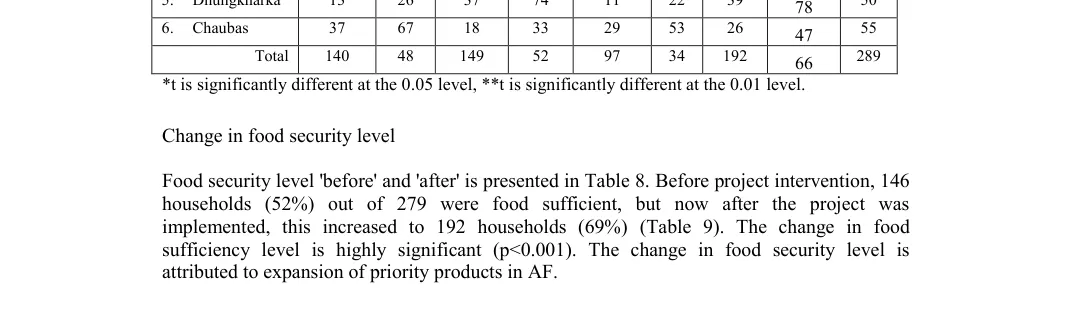 78
6. Chaubas 37 67 18 33 29 53 26 47 55
Total 140 48 149 52 97 34 192 66 289
*t is significantly different at the 0.05 level, **t is significantly different at the 0.01 level.
Change in food security level
Food security level 'before' and 'after' is presented in Table 8. Before project intervention, 146
households (52%) out of 279 were food sufficient, but now after the project was
implemented, this increased to 192 households (69%) (Table 9). The change in food
sufficiency level is highly significant (p<0.001). The change in food security level is
attributed to expansion of priority products in AF.